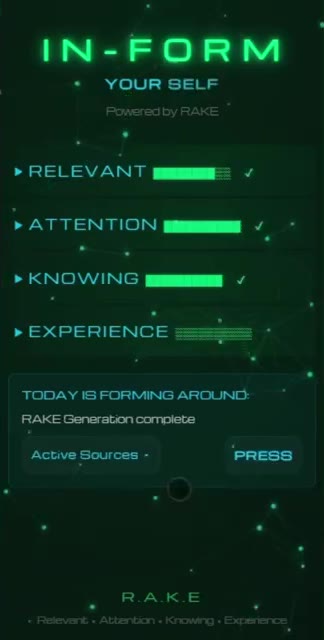 IN-FORM
YOUR SELF
Powered by RAKE
RELEVANT
ATTENTION
KNOWING
EXPERIENCE
TODAY IS FORMING AROUND:
RAKE Generation complete
Active Sources -
PRESS
R.A.K.E
• Relevant • Attention • Knowing • Experience